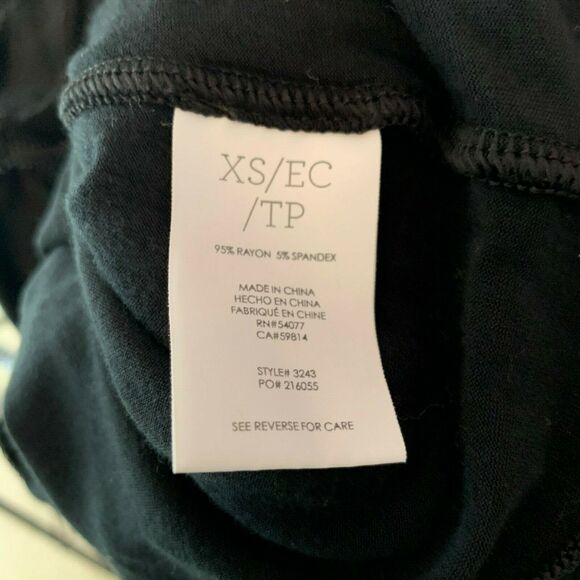 XS/EC
/TP
95% RAYON 5% SPANDEX
MADE IN CHINA
HECHO EN CHINA
FABRIQUÉ EN CHINE
RN#54077
CA#59814
STYLE# 3243
PO# 216055
SEE REVERSE FOR CARE